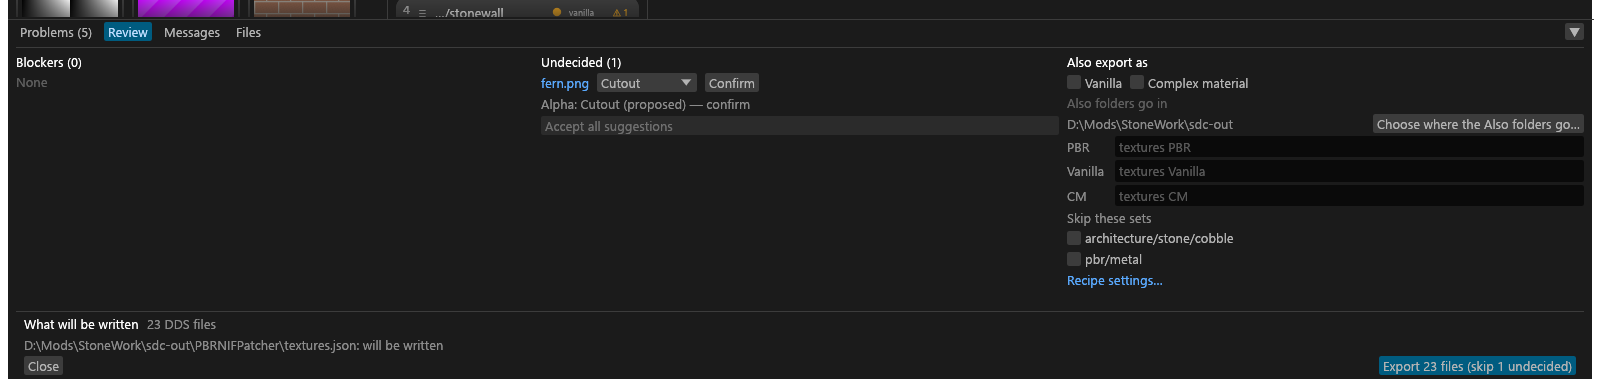 4 .../stonewall vanilla 1
Problems (5) Review Messages Files
Blockers (0)
None
Undecided (1)
fern.png Cutout Confirm
Alpha: Cutout (proposed) — confirm
Accept all suggestions
Also export as
Vanilla Complex material
Also folders go in
D:\Mods\StoneWork\sdc-out Choose where the Also folders go...
PBR textures PBR
Vanilla textures Vanilla
CM textures CM
Skip these sets
architecture/stone/cobble
pbr/metal
Recipe settings...
What will be written 23 DDS files
D:\Mods\StoneWork\sdc-out\PBRNIFPatcher\textures.json: will be written
Close Export 23 files (skip 1 undecided)